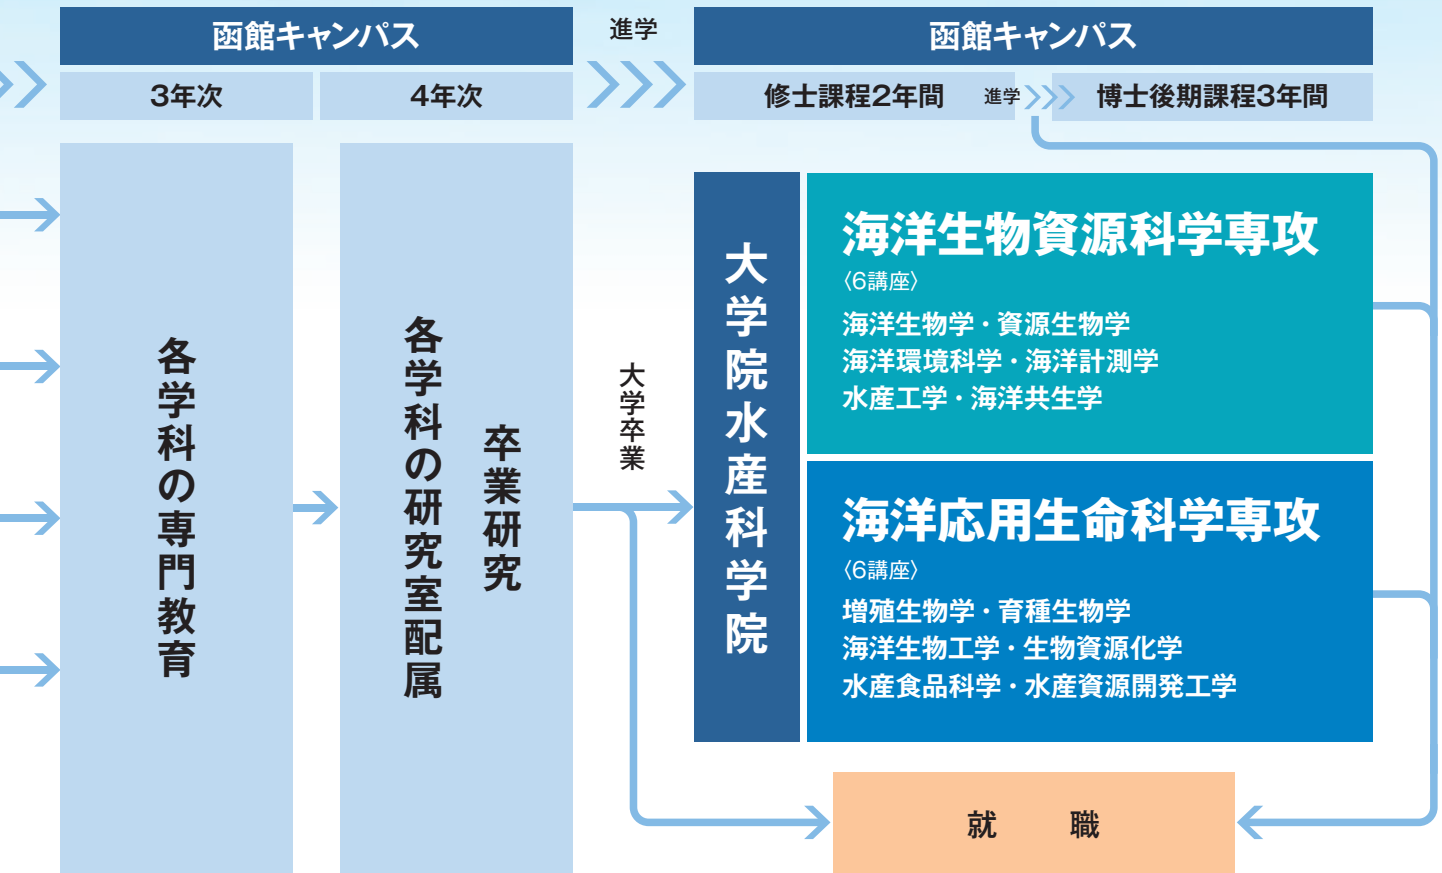 函館キャンパス
進学
函館キャンパス
3年次
4年次
修士課程2年間
進学
博士後期課程3年間
各学科の専門教育
各学科の研究室配属
卒業研究
大学卒業
大学院水産科学院
海洋生物資源科学専攻
〈6講座〉
海洋生物学・資源生物学
海洋環境科学・海洋計測学
水産工学・海洋共生学
海洋応用生命科学専攻
〈6講座〉
増殖生物学・育種生物学
海洋生物工学・生物資源化学
水産食品科学・水産資源開発工学
就　職